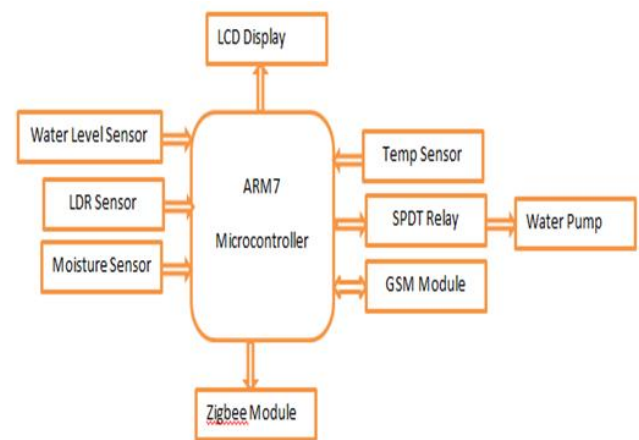 LCD Display
Water Level Sensor
Temp Sensor
ARM7
LDR Sensor
SPDT Relay
Water Pump
Microcontroller
Moisture Sensor
GSM Module
Zigbee Module